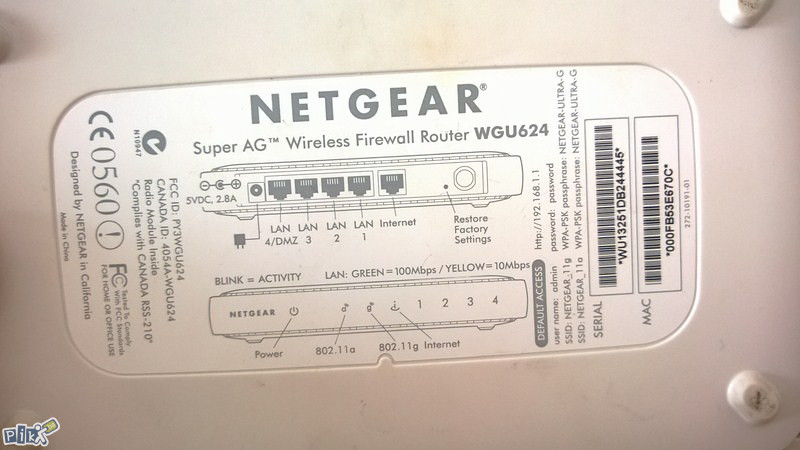 NETGEAR®
Super AG™ Wireless Firewall Router WGU624
5VDC, 2.8A
LAN 4/DMZ
LAN 3
LAN 2
LAN 1
Internet
Restore
Factory
Settings
BLINK = ACTIVITY
LAN: GREEN=100Mbps / YELLOW=10Mbps
NETGEAR
1 2 3 4
Power
802.11a
802.11g
Internet
CE 0560
N10947
FCC ID: PY3WGU624
CANADA ID: 4054A-WGU624
Radio Module Inside
*Complies with CANADA RSS-210*
FC Tested To Comply
With FCC Standards
FOR HOME OR OFFICE USE
Designed by NETGEAR in California
Made in China
DEFAULT ACCESS
http://192.168.1.1
user name: admin password: password
SSID: NETGEAR_11g WPA-PSK passphrase: NETGEAR-ULTRA-G
SSID: NETGEAR_11a WPA-PSK passphrase: NETGEAR-ULTRA-G
SERIAL
*WU13251DB244445*
MAC
*000FB53E670C*
272-10191-01
pik